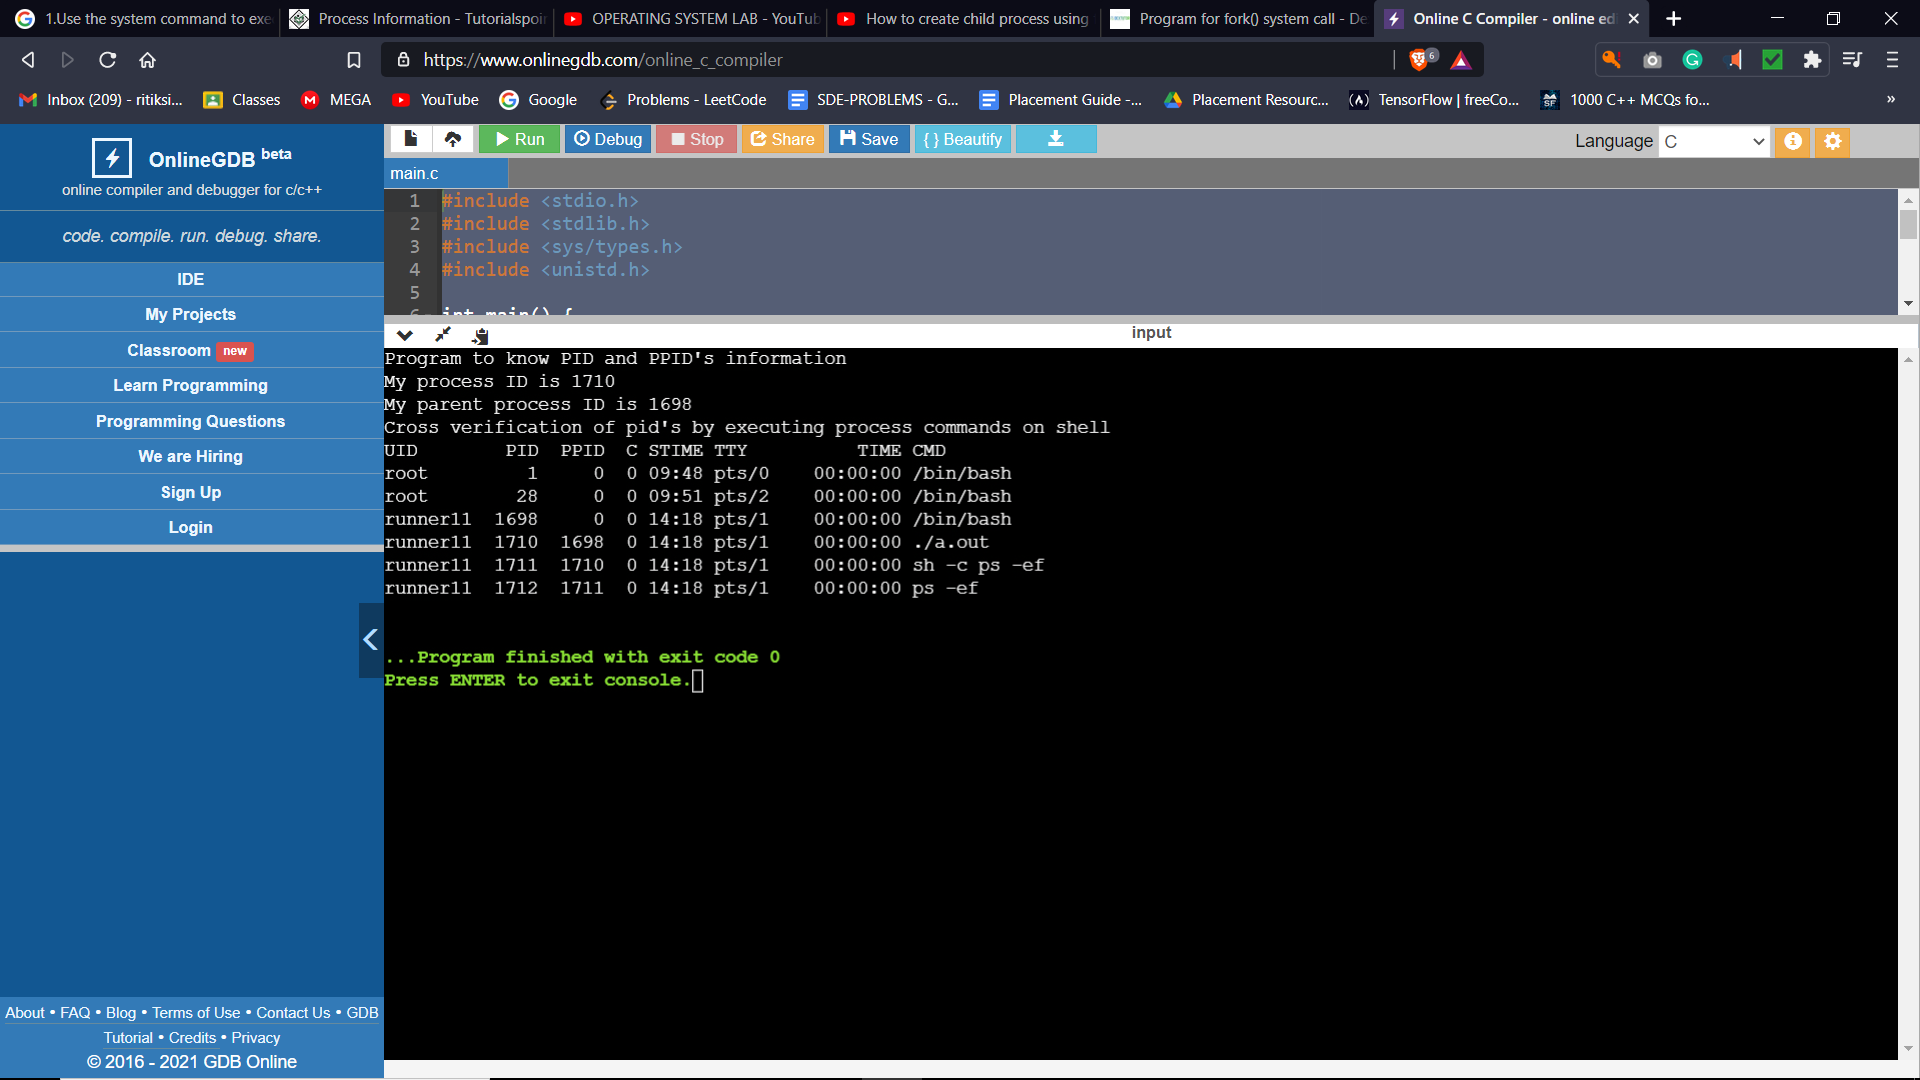 1.Use the system command to exe
Process Information - Tutorialspoin
OPERATING SYSTEM LAB - YouTub
How to create child process using
Program for fork() system call - De
Online C Compiler - online edi
https://www.onlinegdb.com/online_c_compiler
6
Inbox (209) - ritiksi...
Classes
MEGA
YouTube
Google
Problems - LeetCode
SDE-PROBLEMS - G...
Placement Guide -...
Placement Resourc...
TensorFlow | freeCo...
1000 C++ MCQs fo...
»
OnlineGDB beta
online compiler and debugger for c/c++
code. compile. run. debug. share.
IDE
My Projects
Classroom new
Learn Programming
Programming Questions
We are Hiring
Sign Up
Login
About • FAQ • Blog • Terms of Use • Contact Us • GDB
Tutorial • Credits • Privacy
© 2016 - 2021 GDB Online
Run Debug Stop Share Save { } Beautify
Language C
main.c
1 #include <stdio.h>
2 #include <stdlib.h>
3 #include <sys/types.h>
4 #include <unistd.h>
5
6 int main() {
input
Program to know PID and PPID's information
My process ID is 1710
My parent process ID is 1698
Cross verification of pid's by executing process commands on shell
UID PID PPID C STIME TTY TIME CMD
root 1 0 0 09:48 pts/0 00:00:00 /bin/bash
root 28 0 0 09:51 pts/2 00:00:00 /bin/bash
runner11 1698 0 0 14:18 pts/1 00:00:00 /bin/bash
runner11 1710 1698 0 14:18 pts/1 00:00:00 ./a.out
runner11 1711 1710 0 14:18 pts/1 00:00:00 sh -c ps -ef
runner11 1712 1711 0 14:18 pts/1 00:00:00 ps -ef
...Program finished with exit code 0
Press ENTER to exit console.